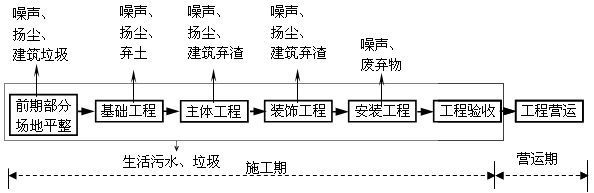 噪声、
扬尘、
建筑垃圾
噪声、
扬尘、
弃土
噪声、
扬尘、
建筑弃渣
噪声、
扬尘、
建筑弃渣
噪声、
废弃物
前期部分
场地平整
基础工程
主体工程
装饰工程
安装工程
工程验收
工程营运
生活污水、垃圾
施工期
营运期